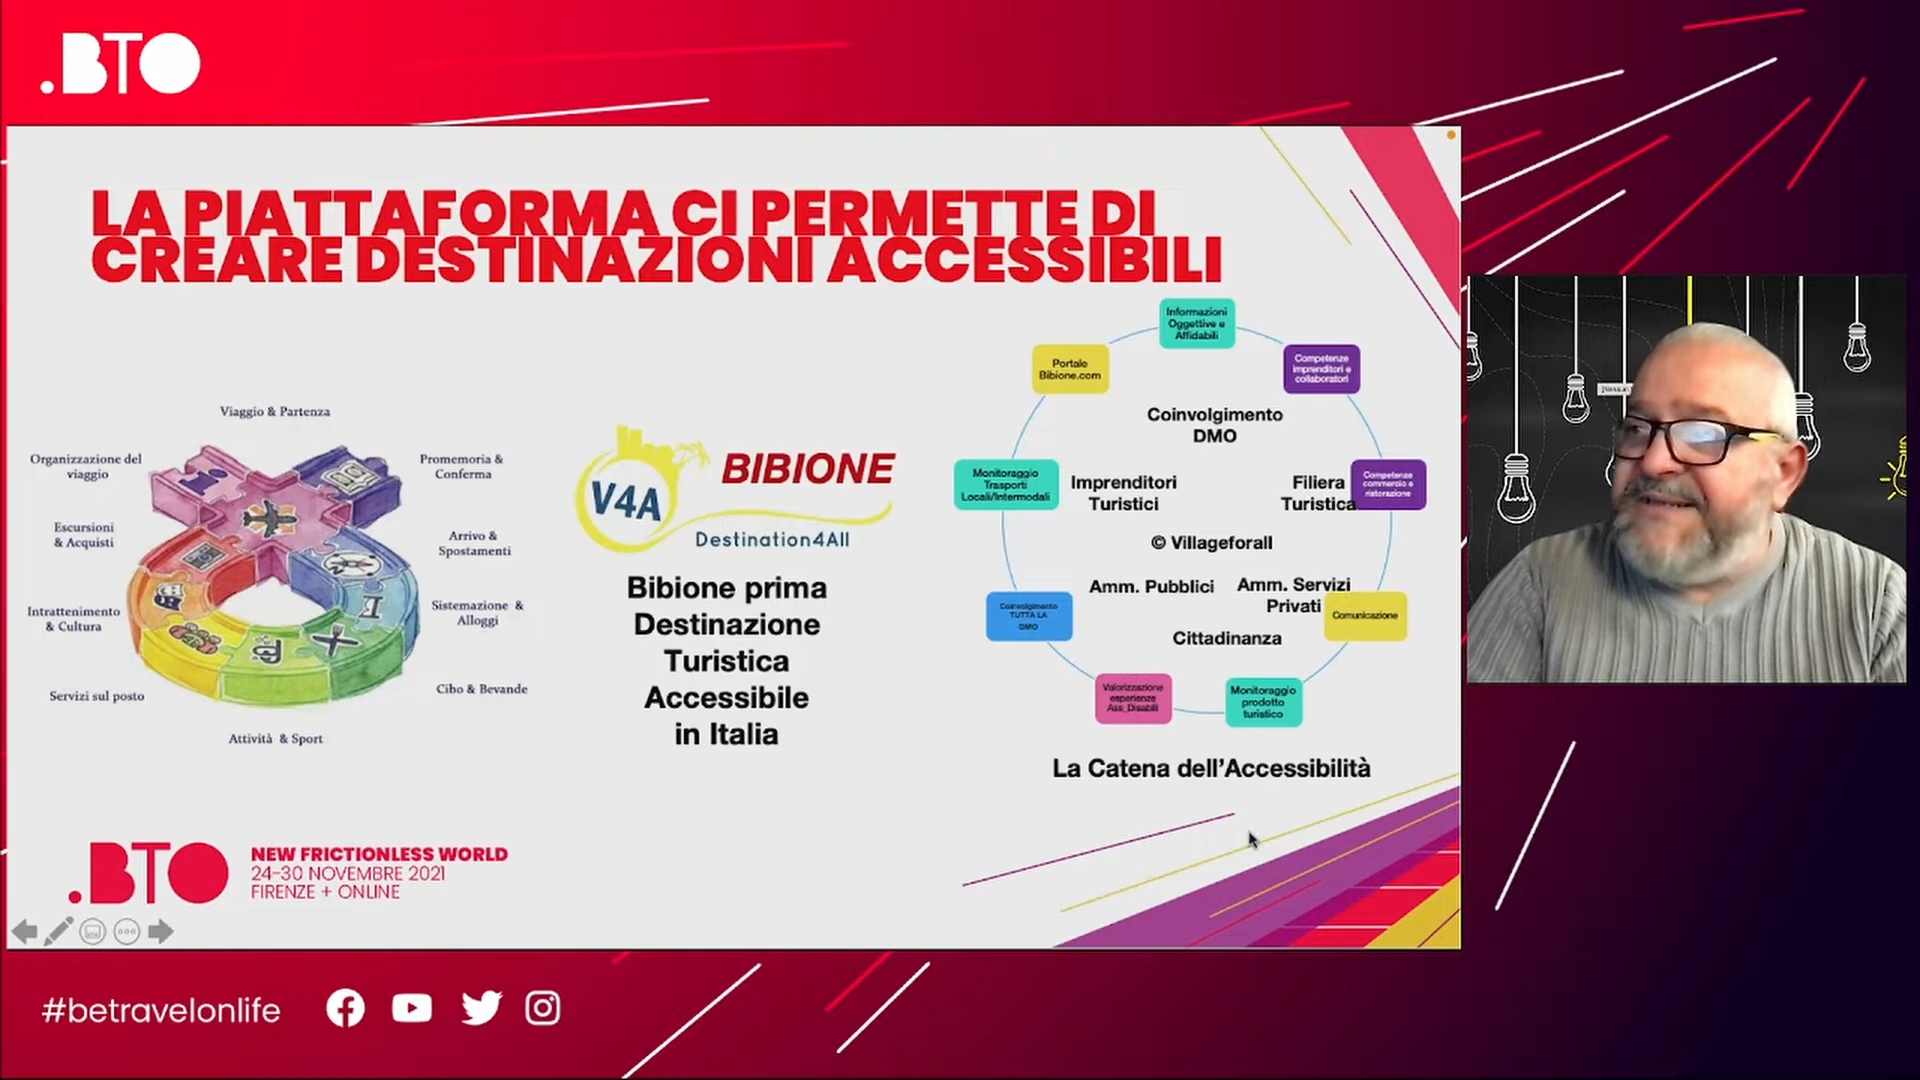 .BTO
LA PIATTAFORMA CI PERMETTE DI
CREARE DESTINAZIONI ACCESSIBILI
Viaggio & Partenza
Organizzazione del
viaggio
Promemoria &
Conferma
Escursioni
& Acquisti
Arrivo &
Spostamenti
Intrattenimento
& Cultura
Sistemazione &
Alloggi
Servizi sul posto
Cibo & Bevande
Attività & Sport
V4A
BIBIONE
Destination4All
Bibione prima
Destinazione
Turistica
Accessibile
in Italia
Informazioni
Oggettive e
Affidabili
Portale
Bibione.com
Competenze
imprenditori e
collaboratori
Coinvolgimento
DMO
Monitoraggio
Trasporti
Locali/Intermodali
Imprenditori
Turistici
Filiera
Turistica
Competenze
commercio e
ristorazione
© Villageforall
Amm. Pubblici
Amm. Servizi
Privati
Coinvolgimento
TUTTA LA
DMO
Comunicazione
Cittadinanza
Valorizzazione
esperienze
Ass_Disabili
Monitoraggio
prodotto
turistico
La Catena dell'Accessibilità
.BTO
NEW FRICTIONLESS WORLD
24-30 NOVEMBRE 2021
FIRENZE + ONLINE
#betravelonlife